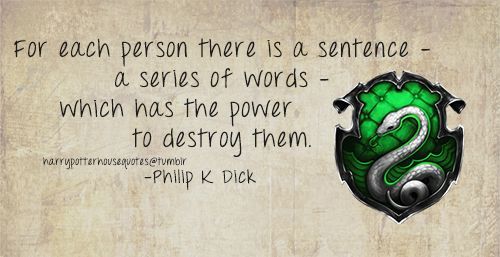 For each person there is a sentence -
a series of words -
which has the power
to destroy them.
harrypotterhousequotes@tumblr
-Philip K. Dick